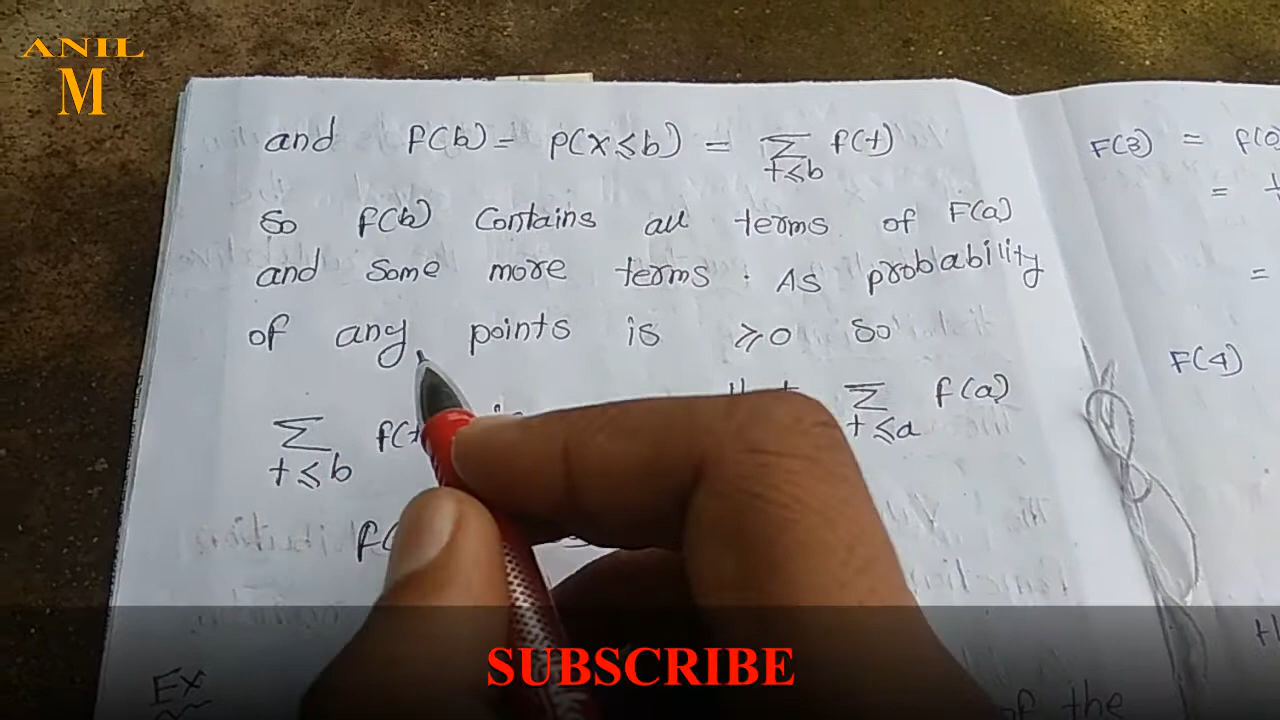 ANIL
M
and f(b) = P(X ≤ b) = Σ f(t)
t ≤ b
So f(b) Contains all terms of F(a)
and some more terms . As probability
of any points is ≥ 0 so
Σ f(t
t ≤ b
Σ f(a)
t ≤ a
f(
Ex
of the
F(3) = f(0
=
=
F(4)
SUBSCRIBE